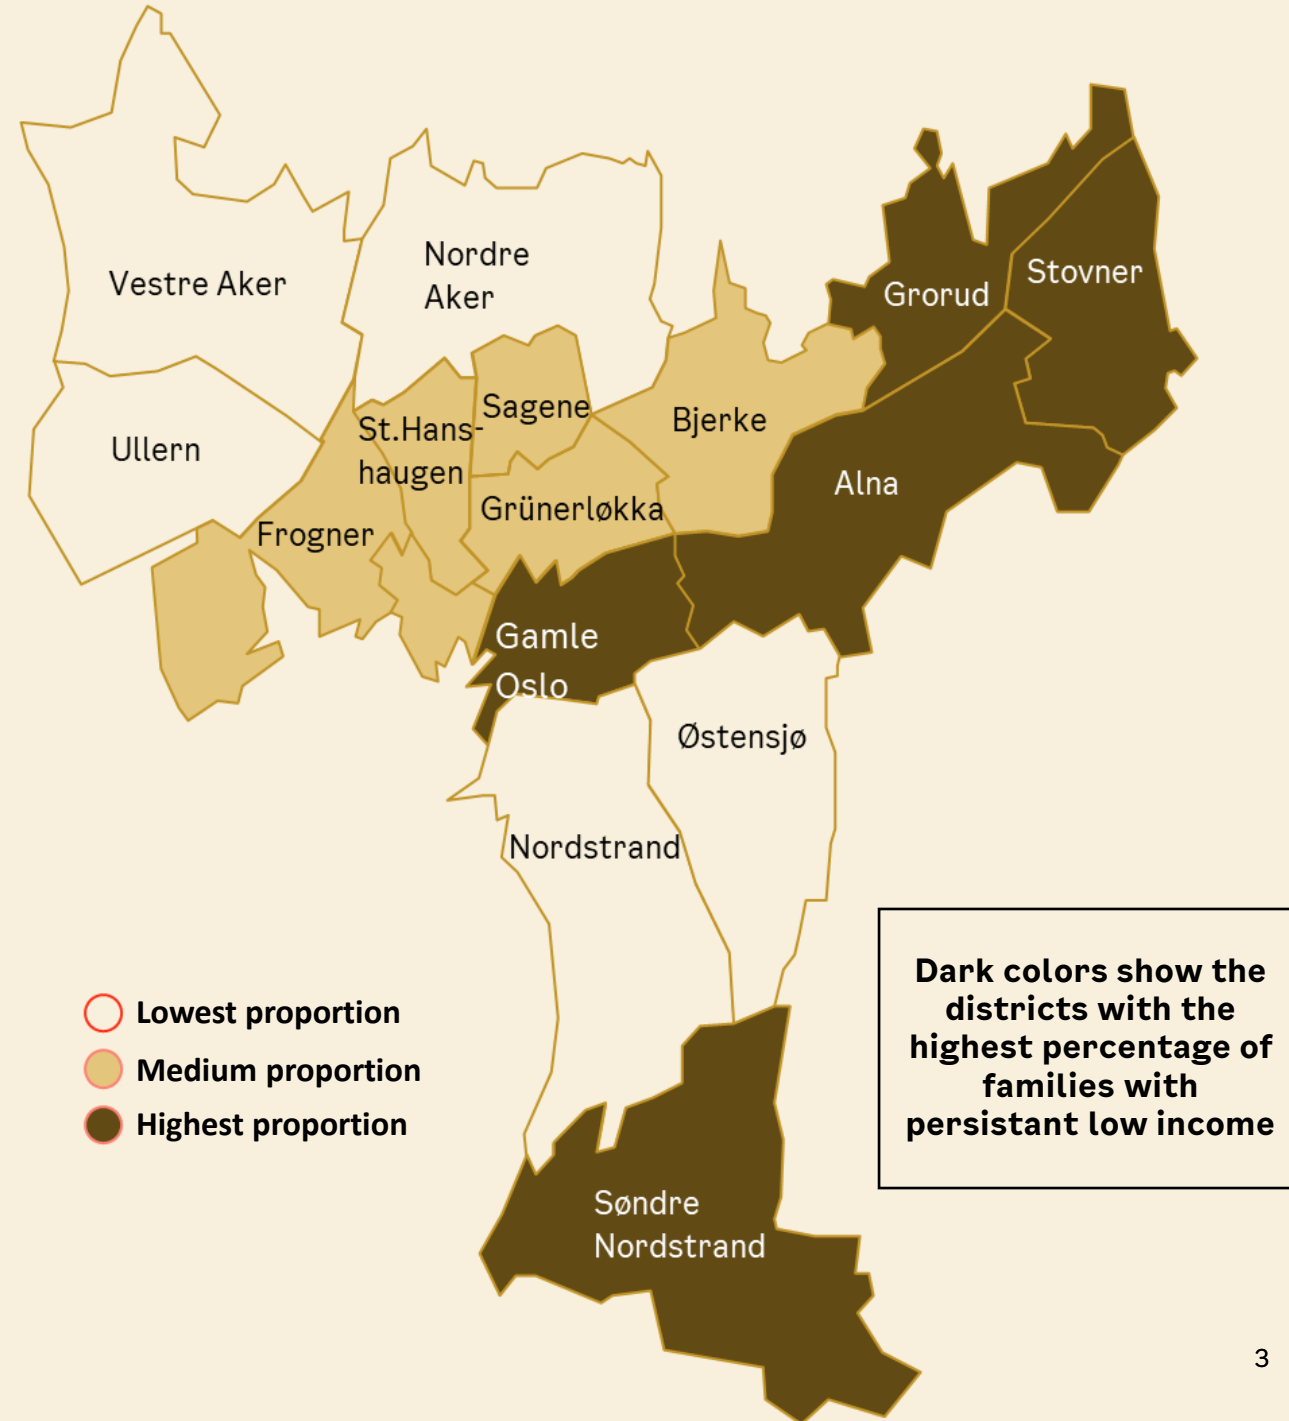 Nordre
Aker
Vestre Aker
Stovner
Grorud
Sagene
St.Hans-
haugen
Bjerke
Ullern
Alna
Grünerløkka
Frogner
Gamle
Oslo
Østensjø
Nordstrand
Lowest proportion
Medium proportion
Highest proportion
Dark colors show the
districts with the
highest percentage of
families with
persistant low income
Søndre
Nordstrand
3